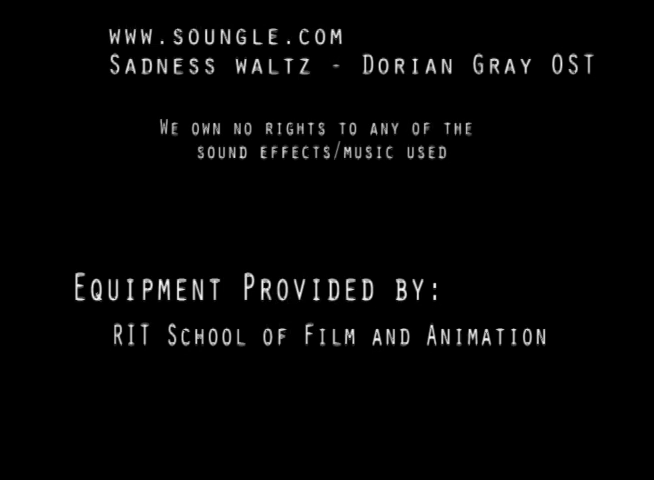 www.soungle.com
Sadness waltz - Dorian Gray OST
We own no rights to any of the
sound effects/music used
Equipment Provided by:
RIT School of Film and Animation